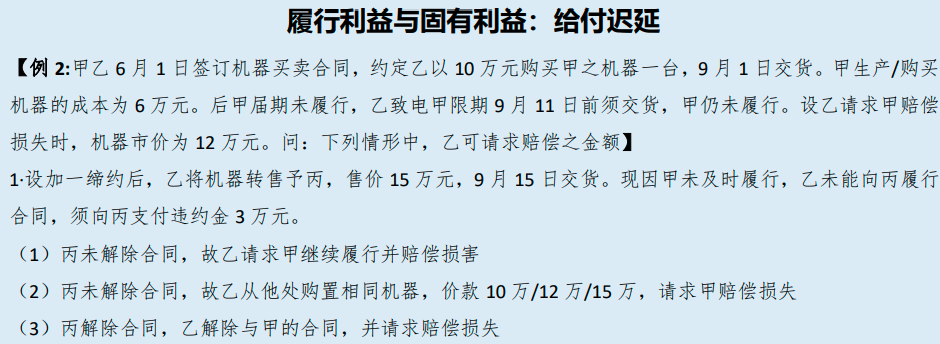 履行利益与固有利益：给付迟延
【例 2:甲乙 6 月 1 日签订机器买卖合同，约定乙以 10 万元购买甲之机器一台，9 月 1 日交货。甲生产/购买
机器的成本为 6 万元。后甲届期未履行，乙致电甲限期 9 月 11 日前须交货，甲仍未履行。设乙请求甲赔偿
损失时，机器市价为 12 万元。问：下列情形中，乙可请求赔偿之金额】
1·设加一缔约后，乙将机器转售予丙，售价 15 万元，9 月 15 日交货。现因甲未及时履行，乙未能向丙履行
合同，须向丙支付违约金 3 万元。
（1）丙未解除合同，故乙请求甲继续履行并赔偿损害
（2）丙未解除合同，故乙从他处购置相同机器，价款 10 万/12 万/15 万，请求甲赔偿损失
（3）丙解除合同，乙解除与甲的合同，并请求赔偿损失